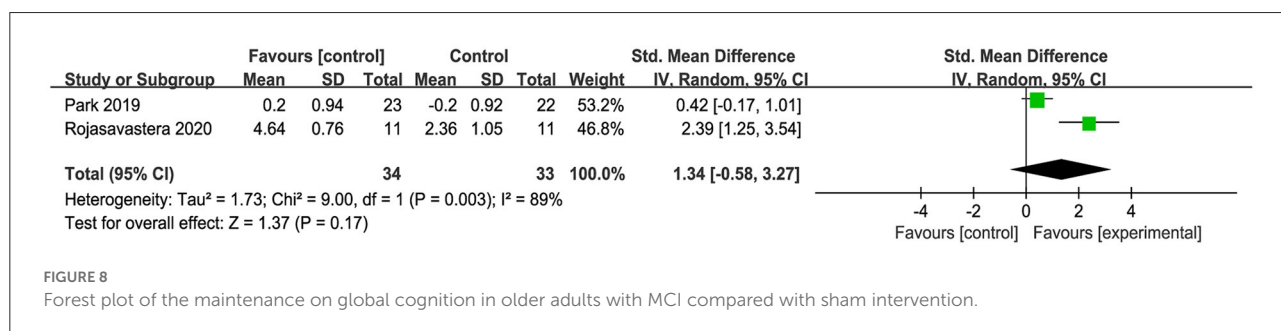 Favours [control] Control Std. Mean Difference Std. Mean Difference
Study or Subgroup Mean SD Total Mean SD Total Weight IV, Random, 95% CI IV, Random, 95% CI
Park 2019 0.2 0.94 23 -0.2 0.92 22 53.2% 0.42 [-0.17, 1.01]
Rojasavastera 2020 4.64 0.76 11 2.36 1.05 11 46.8% 2.39 [1.25, 3.54]
Total (95% CI) 34 33 100.0% 1.34 [-0.58, 3.27]
Heterogeneity: Tau² = 1.73; Chi² = 9.00, df = 1 (P = 0.003); I² = 89%
Test for overall effect: Z = 1.37 (P = 0.17)
-4 -2 0 2 4
Favours [control] Favours [experimental]
FIGURE 8
Forest plot of the maintenance on global cognition in older adults with MCI compared with sham intervention.